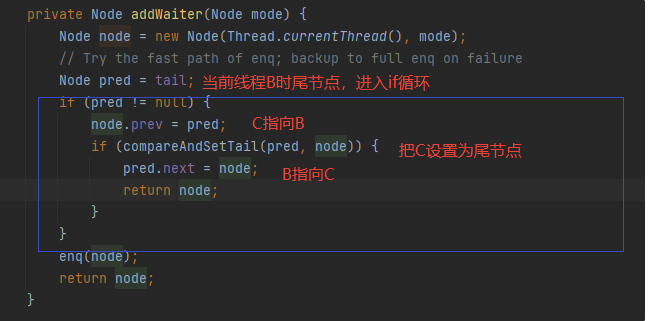 private Node addWaiter(Node mode) {
Node node = new Node(Thread.currentThread(), mode);
// Try the fast path of enq; backup to full enq on failure
Node pred = tail; 当前线程B时尾节点，进入if循环
if (pred != null) {
node.prev = pred; C指向B
if (compareAndSetTail(pred, node)) { 把C设置为尾节点
pred.next = node; B指向C
return node;
}
}
enq(node);
return node;
}